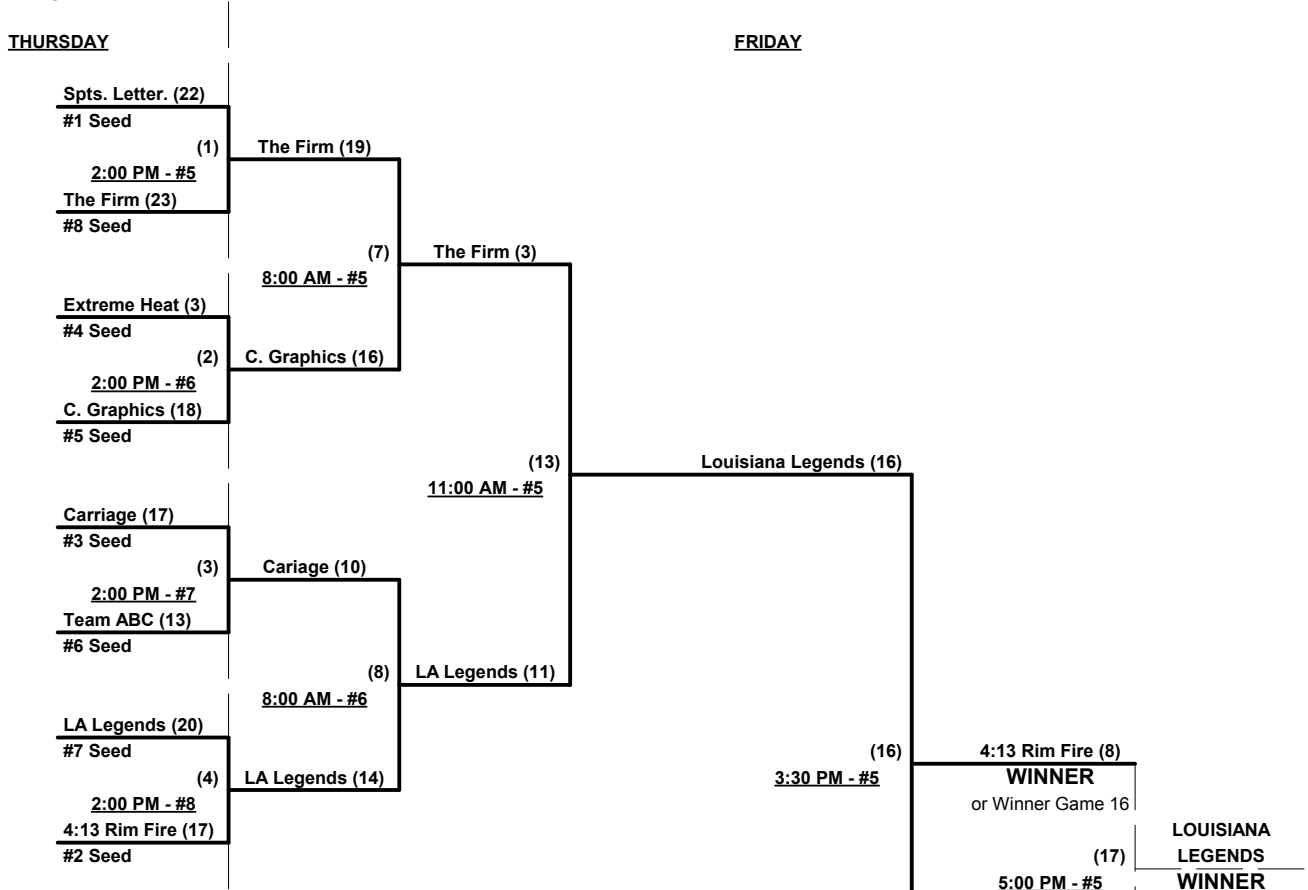 THURSDAY
FRIDAY
Spts. Letter. (22)
#1 Seed
(1)
The Firm (19)
2:00 PM - #5
The Firm (23)
#8 Seed
(7)
The Firm (3)
8:00 AM - #5
Extreme Heat (3)
#4 Seed
(2)
C. Graphics (16)
2:00 PM - #6
C. Graphics (18)
#5 Seed
(13)
Louisiana Legends (16)
11:00 AM - #5
Carriage (17)
#3 Seed
(3)
Cariage (10)
2:00 PM - #7
Team ABC (13)
#6 Seed
(8)
LA Legends (11)
8:00 AM - #6
LA Legends (20)
#7 Seed
(4)
LA Legends (14)
2:00 PM - #8
4:13 Rim Fire (17)
#2 Seed
(16)
4:13 Rim Fire (8)
3:30 PM - #5
WINNER
or Winner Game 16
LOUISIANA
(17)
LEGENDS
5:00 PM - #5
WINNER